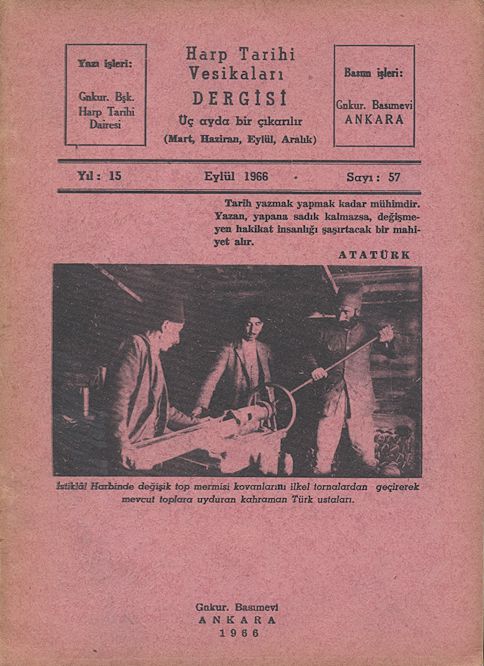 Yazı işleri:
Gnkur. Bşk.
Harp Tarihi
Dairesi
Harp Tarihi
Vesikaları
DERGİSİ
Üç ayda bir çıkarılır
(Mart, Haziran, Eylül, Aralık)
Basım işleri:
Gnkur. Basımevi
ANKARA
Yıl: 15 Eylül 1966 Sayı: 57
Tarih yazmak yapmak kadar mühimdir.
Yazan, yapana sadık kalmazsa, değişme-
yen hakikat insanlığı şaşırtacak bir mahi-
yet alır.
ATATÜRK
İstiklâl Harbinde değişik top mermisi kovanlarını ilkel tornalardan geçirerek
mevcut toplara uyduran kahraman Türk ustaları.
Gnkur. Basımevi
ANKARA
1966